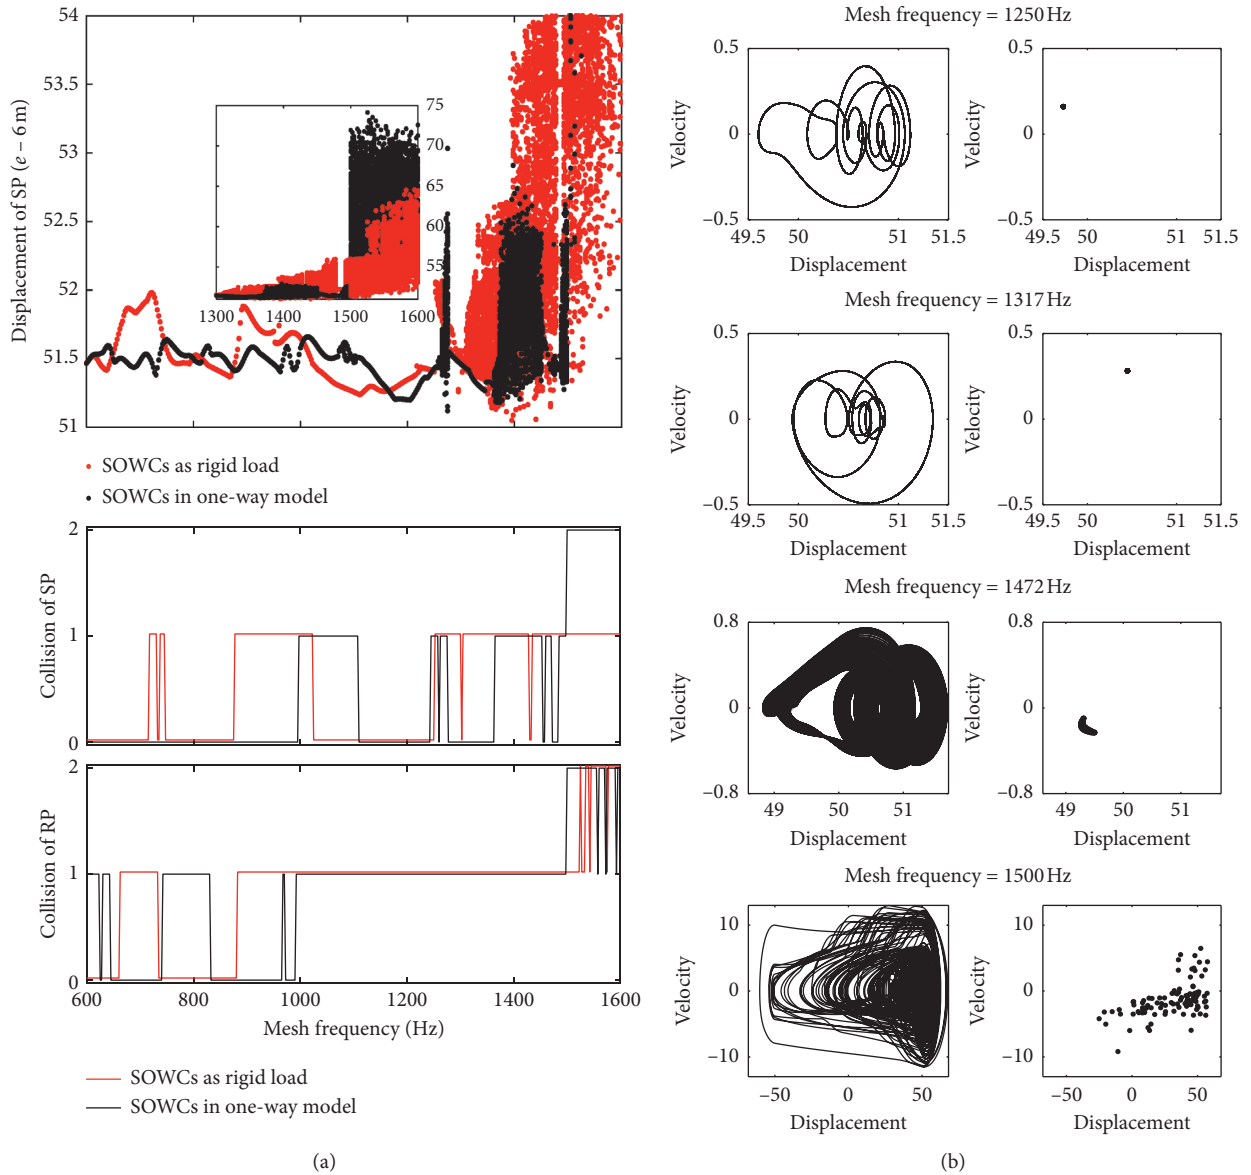 54
53.5
53
52.5
52
51.5
51
Displacement of SP (e – 6 m)
75
70
65
60
55
1300 1400 1500 1600
SOWCs as rigid load
SOWCs in one-way model
2
1
0
Collision of SP
2
1
0
Collision of RP
600 800 1000 1200 1400 1600
Mesh frequency (Hz)
SOWCs as rigid load
SOWCs in one-way model
(a)
Mesh frequency = 1250 Hz
0.5
0
–0.5
Velocity
49.5 50 51 51.5
Displacement
0.5
0
–0.5
Velocity
49.5 50 51 51.5
Displacement
Mesh frequency = 1317 Hz
0.5
0
–0.5
Velocity
49.5 50 51 51.5
Displacement
0.5
0
–0.5
Velocity
49.5 50 51 51.5
Displacement
Mesh frequency = 1472 Hz
0.8
0
–0.8
Velocity
49 50 51
Displacement
0.8
0
–0.8
Velocity
49 50 51
Displacement
Mesh frequency = 1500 Hz
10
0
–10
Velocity
–50 0 50
Displacement
10
0
–10
Velocity
–50 0 50
Displacement
(b)